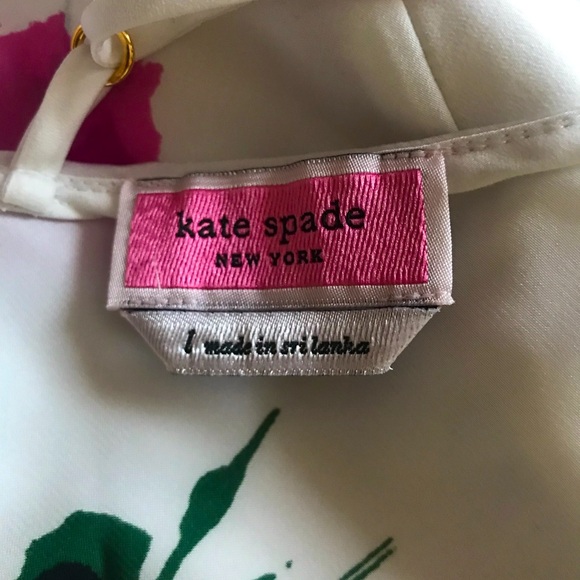 kate spade
NEW YORK
l made in sri lanka